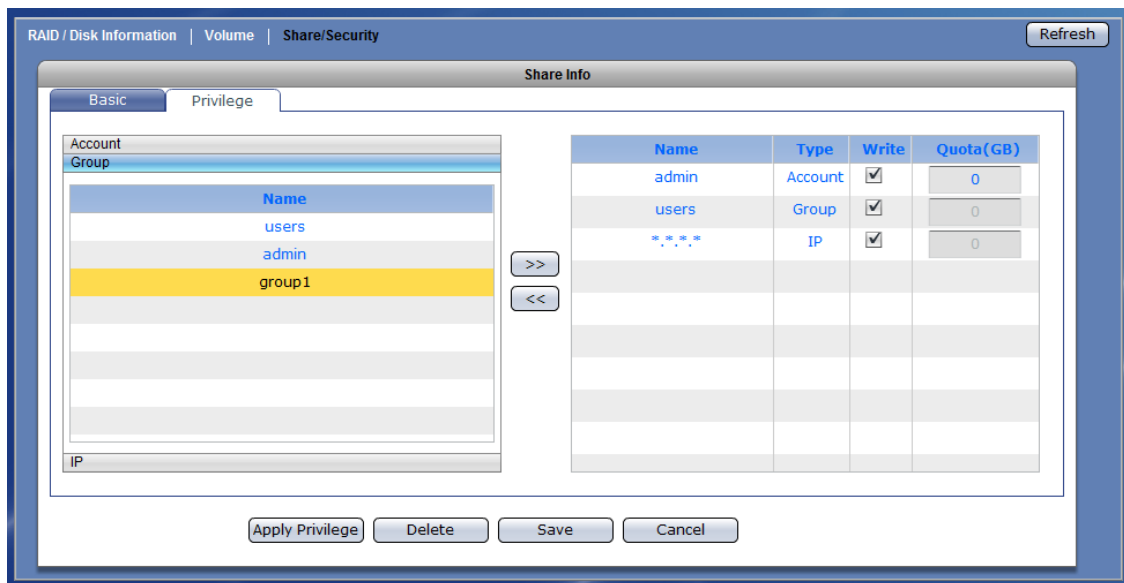 RAID / Disk Information | Volume | Share/Security
Refresh
Share Info
Basic Privilege
Account
Group
Name
users
admin
group1
IP
>>
<<
Name Type Write Quota(GB)
admin Account 0
users Group 0
*.*.*.* IP 0
Apply Privilege Delete Save Cancel